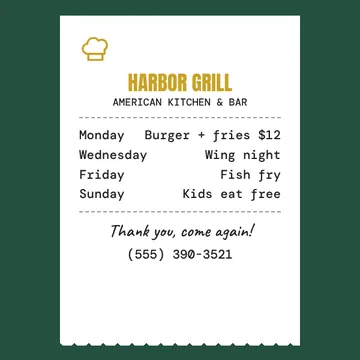 HARBOR GRILL
AMERICAN KITCHEN & BAR
Monday Burger + fries $12
Wednesday Wing night
Friday Fish fry
Sunday Kids eat free
Thank you, come again!
(555) 390-3521